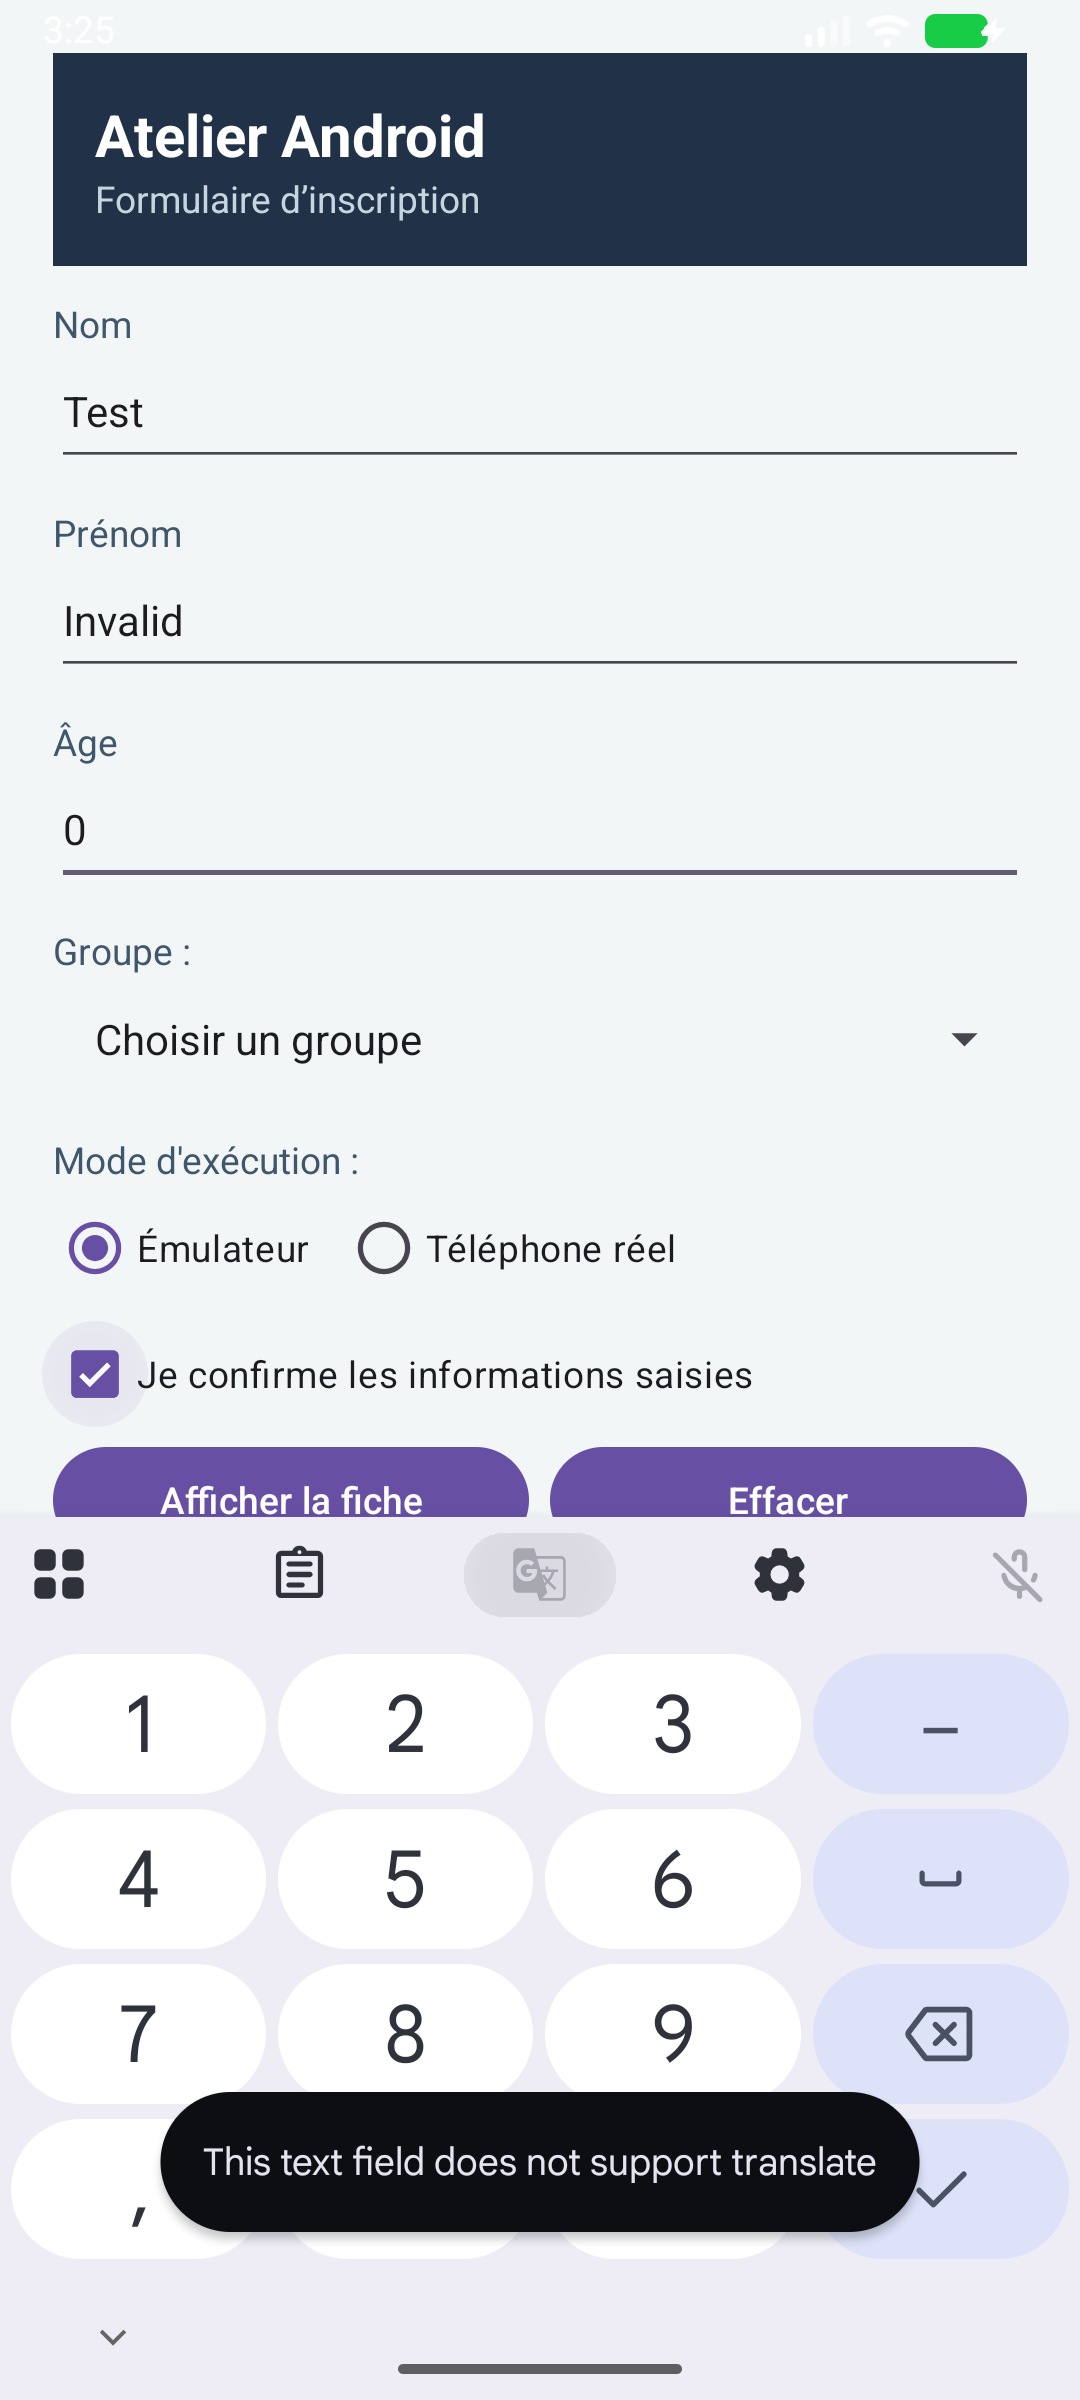 3:25
Atelier Android
Formulaire d’inscription
Nom
Test
Prénom
Invalid
Âge
0
Groupe :
Choisir un groupe
Mode d'exécution :
Émulateur Téléphone réel
Je confirme les informations saisies
Afficher la fiche Effacer
1 2 3 –
4 5 6
7 8 9
,
This text field does not support translate